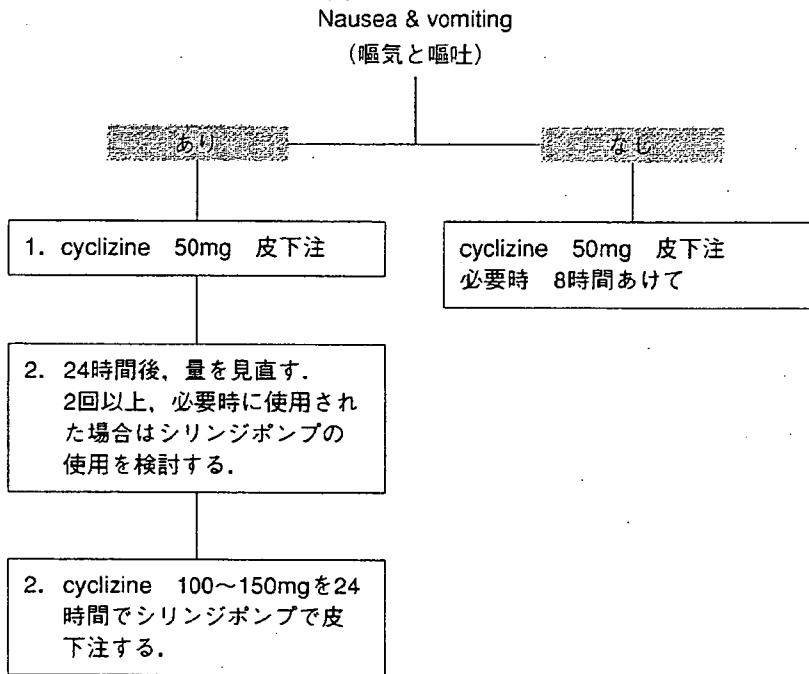 Nausea & vomiting
(嘔気と嘔吐)
あり
なし
1. cyclizine 50mg 皮下注
cyclizine 50mg 皮下注
必要時 8時間あけて
2. 24時間後,量を見直す.
2回以上,必要時に使用され
た場合はシリンジポンプの
使用を検討する.
2. cyclizine 100~150mgを24
時間でシリンジポンプで皮
下注する.